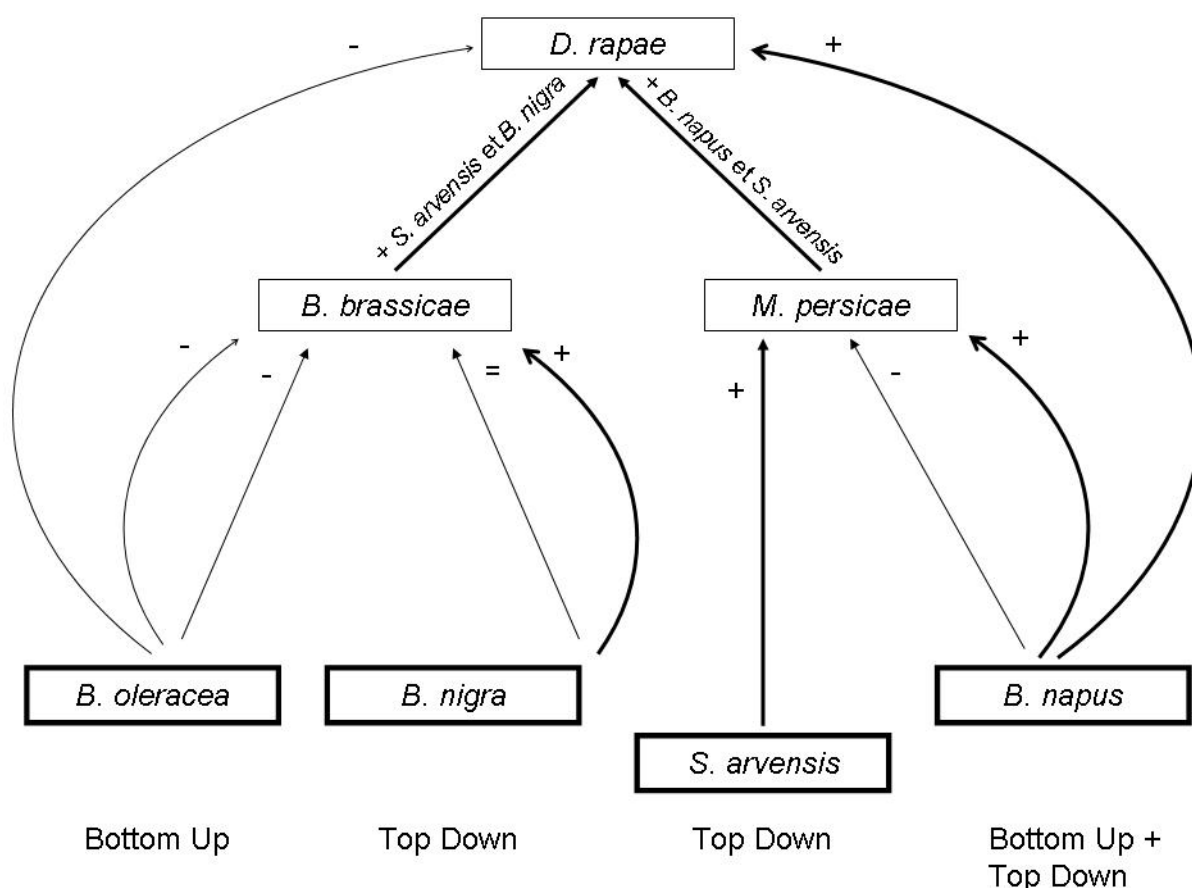 -
D. rapae
+
+ S. arvensis et B. nigra
+ B. napus et S. arvensis
B. brassicae
M. persicae
-
-
=
+
+
-
+
B. oleracea
B. nigra
B. napus
S. arvensis
Bottom Up
Top Down
Top Down
Bottom Up +
Top Down